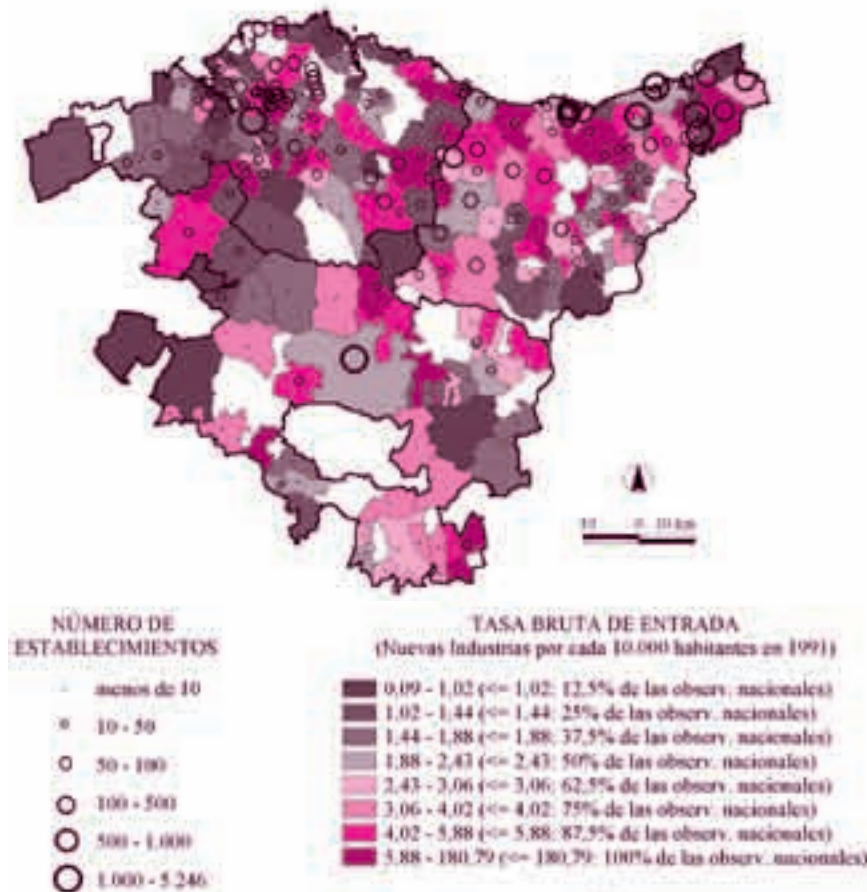 10 0 10 km
NÚMERO DE
ESTABLECIMIENTOS
menos de 10
10 - 50
50 - 100
100 - 500
500 - 1.000
1.000 - 5.246
TASA BRUTA DE ENTRADA
(Nuevas Industrias por cada 10.000 habitantes en 1991)
0,09 - 1,02 (<= 1,02: 12,5% de las observ. nacionales)
1,02 - 1,44 (<= 1,44: 25% de las observ. nacionales)
1,44 - 1,88 (<= 1,88: 37,5% de las observ. nacionales)
1,88 - 2,43 (<= 2,43: 50% de las observ. nacionales)
2,43 - 3,06 (<= 3,06: 62,5% de las observ. nacionales)
3,06 - 4,02 (<= 4,02: 75% de las observ. nacionales)
4,02 - 5,88 (<= 5,88: 87,5% de las observ. nacionales)
5,88 - 180,79 (<= 180,79: 100% de las observ. nacionales)